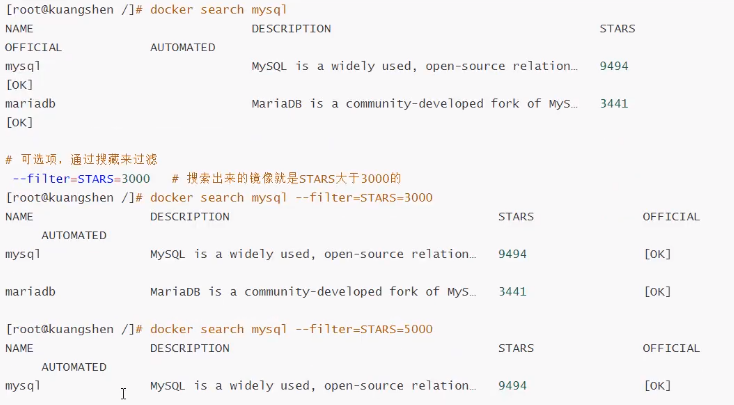 [root@kuangshen /]# docker search mysql
NAME DESCRIPTION STARS
OFFICIAL AUTOMATED
mysql MySQL is a widely used, open-source relation… 9494
[OK]
mariadb MariaDB is a community-developed fork of MyS… 3441
[OK]
# 可选项，通过搜藏来过滤
--filter=STARS=3000 # 搜索出来的镜像就是STARS大于3000的
[root@kuangshen /]# docker search mysql --filter=STARS=3000
NAME DESCRIPTION STARS OFFICIAL
AUTOMATED
mysql MySQL is a widely used, open-source relation… 9494 [OK]
mariadb MariaDB is a community-developed fork of MyS… 3441 [OK]
[root@kuangshen /]# docker search mysql --filter=STARS=5000
NAME DESCRIPTION STARS OFFICIAL
AUTOMATED
mysql MySQL is a widely used, open-source relation… 9494 [OK]